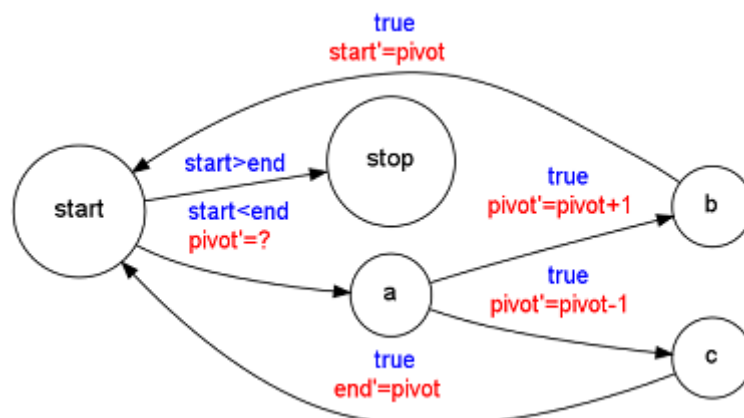 true
start'=pivot
start>end
stop
start
start<end
pivot'=?
true
pivot'=pivot+1
b
a
true
pivot'=pivot-1
c
true
end'=pivot